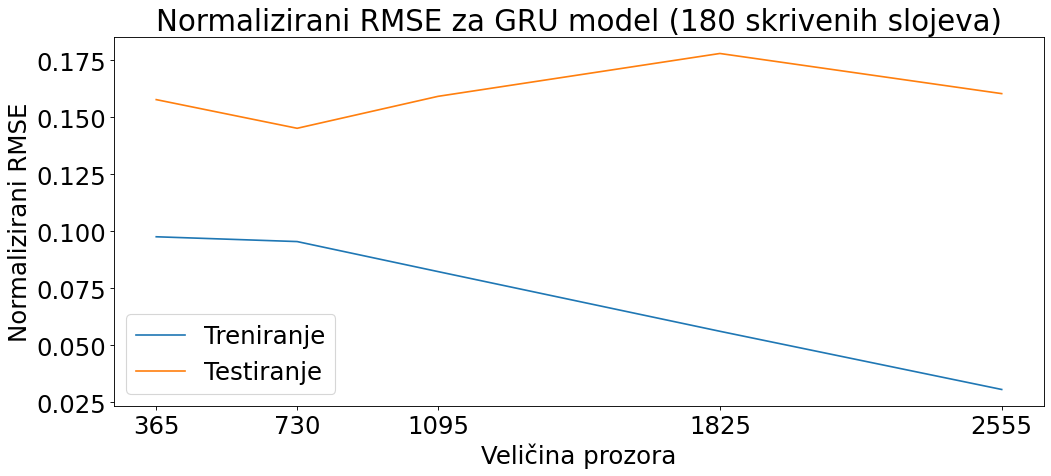 Normalizirani RMSE za GRU model (180 skrivenih slojeva)
Normalizirani RMSE
0.175
0.150
0.125
0.100
0.075
0.050
0.025
Treniranje
Testiranje
365 730 1095 1825 2555
Veličina prozora